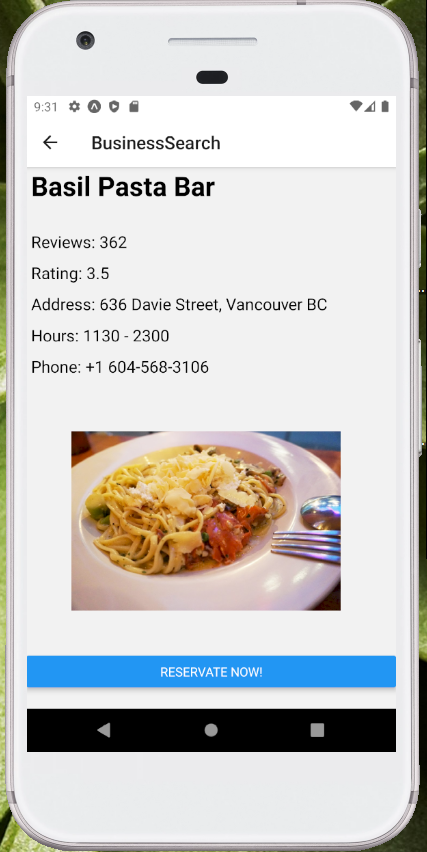 9:31
BusinessSearch
Basil Pasta Bar
Reviews: 362
Rating: 3.5
Address: 636 Davie Street, Vancouver BC
Hours: 1130 - 2300
Phone: +1 604-568-3106
RESERVATE NOW!